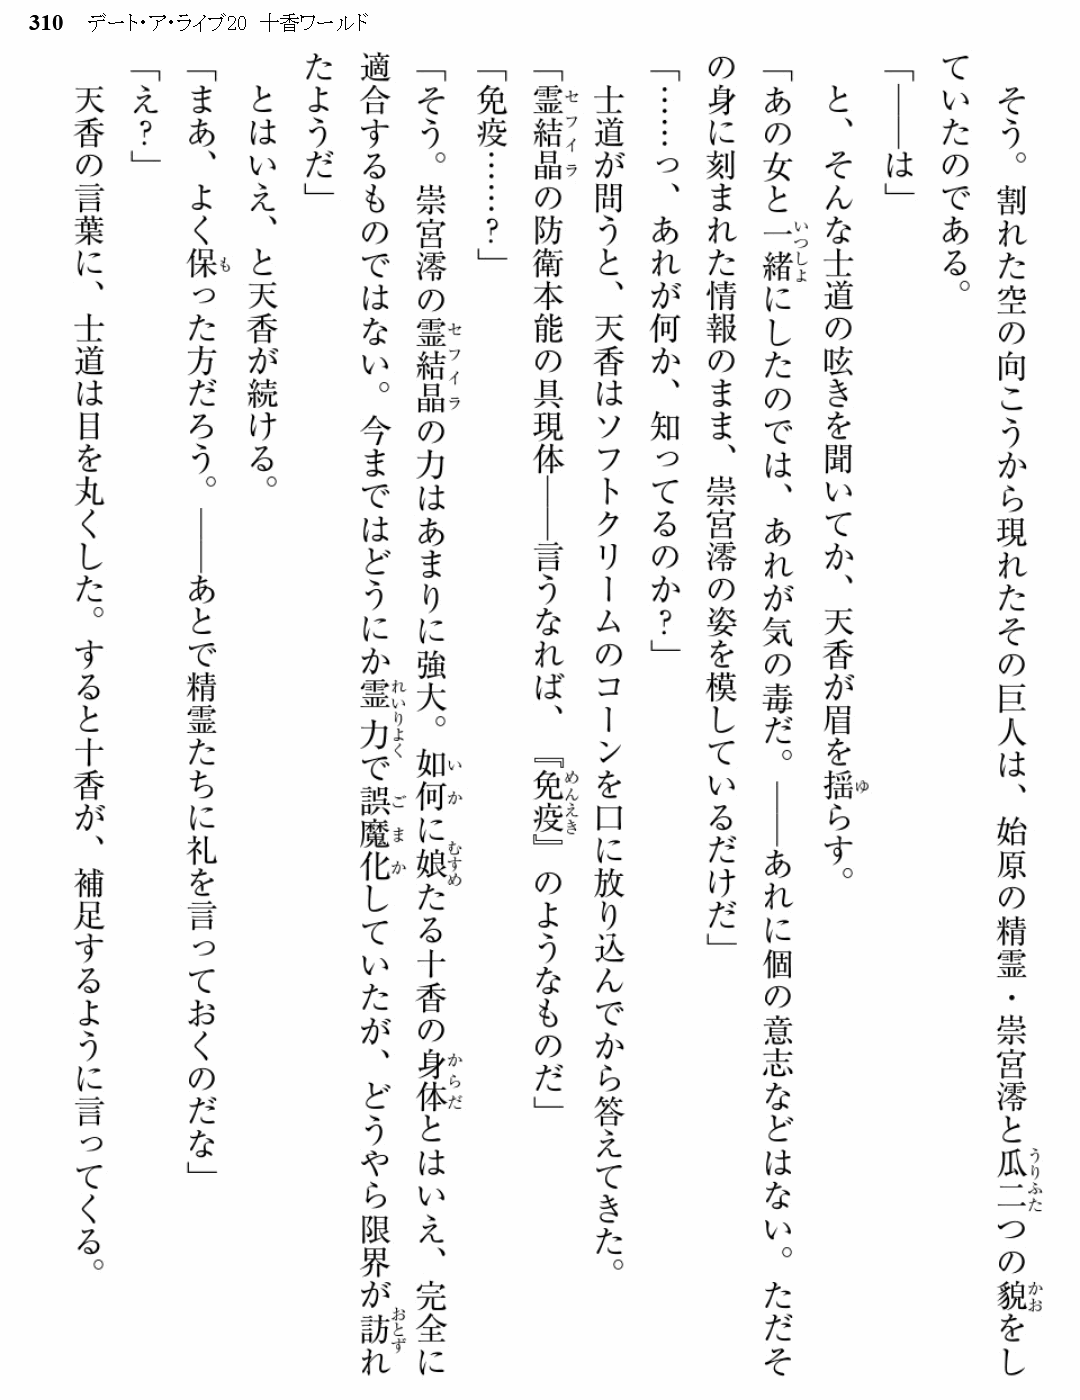 310 デート・ア・ライブ20 十香ワールド
そう。割れた空の向こうから現れたその巨人は、始原の精霊・崇宮澪と瓜二つの貌をし
ていたのである。
「――は」
と、そんな士道の呟きを聞いてか、天香が眉を揺らす。
「あの女と一緒にしたのでは、あれが気の毒だ。――あれに個の意志などはない。ただそ
の身に刻まれた情報のまま、崇宮澪の姿を模しているだけだ」
「……っ、あれが何か、知ってるのか？」
士道が問うと、天香はソフトクリームのコーンを口に放り込んでから答えてきた。
「霊結晶の防衛本能の具現体――言うなれば、『免疫』のようなものだ」
「免疫……？」
「そう。崇宮澪の霊結晶の力はあまりに強大。如何に娘たる十香の身体とはいえ、完全に
適合するものではない。今まではどうにか霊力で誤魔化していたが、どうやら限界が訪れ
たようだ」
とはいえ、と天香が続ける。
「まあ、よく保った方だろう。――あとで精霊たちに礼を言っておくのだな」
「え？」
天香の言葉に、士道は目を丸くした。すると十香が、補足するように言ってくる。